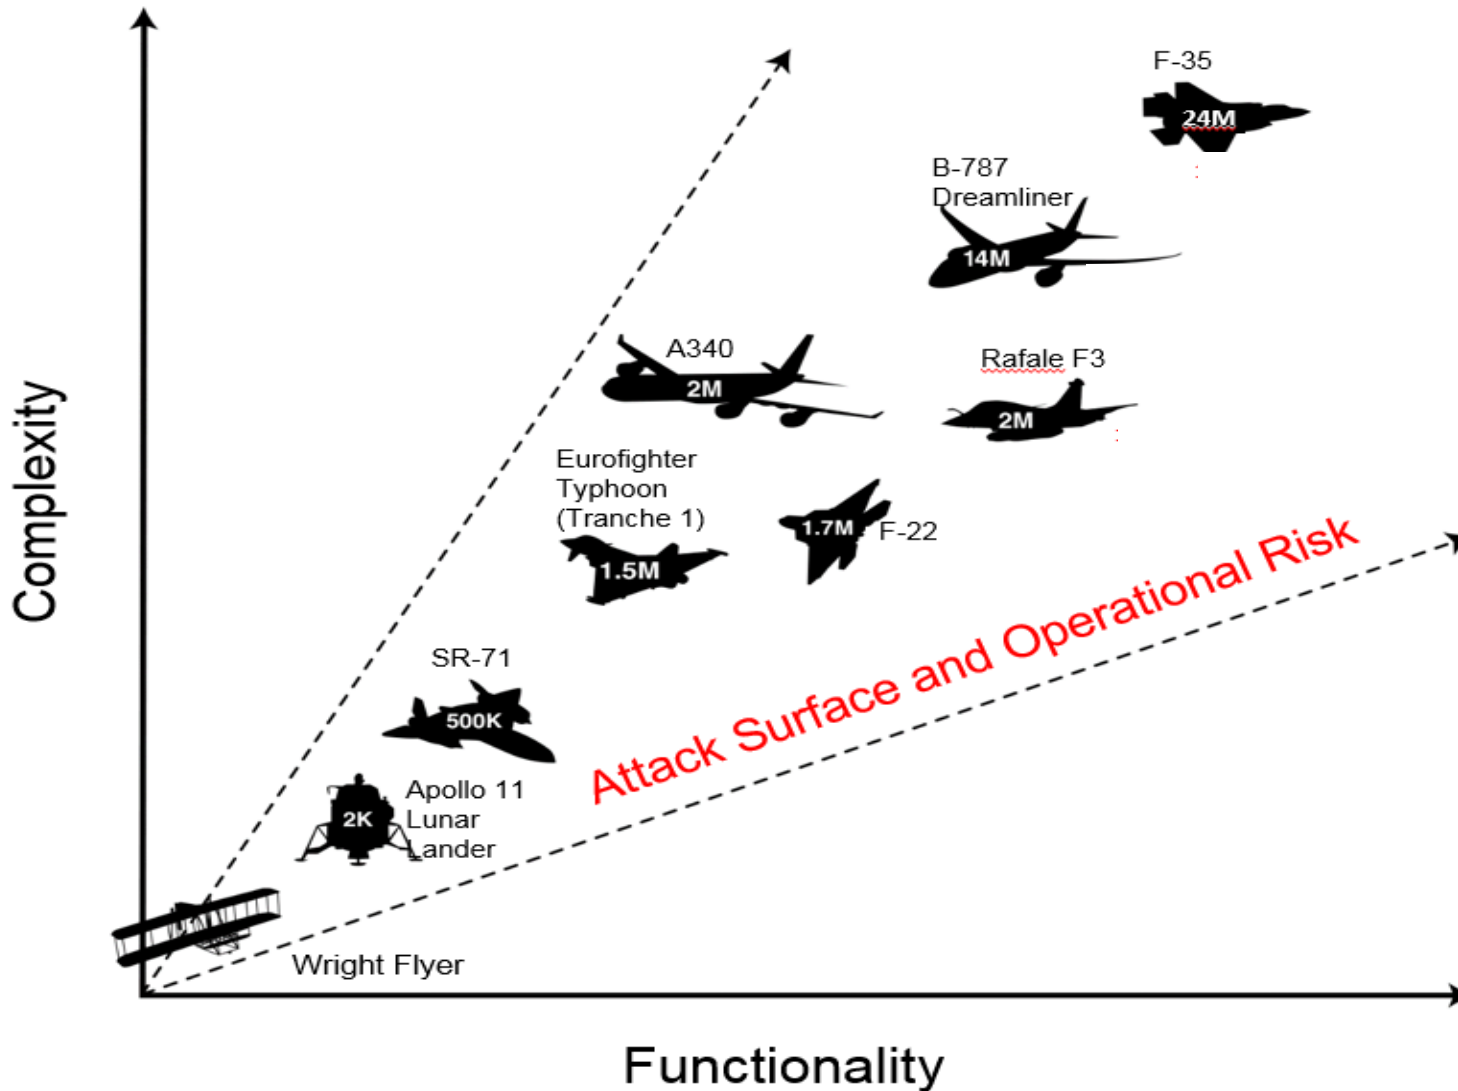 F-35
24M
B-787
Dreamliner
14M
A340
2M
Rafale F3
2M
Eurofighter
Typhoon
(Tranche 1)
1.5M
1.7M
F-22
SR-71
500K
Apollo 11
Lunar
Lander
2K
Wright Flyer
Attack Surface and Operational Risk
Complexity
Functionality